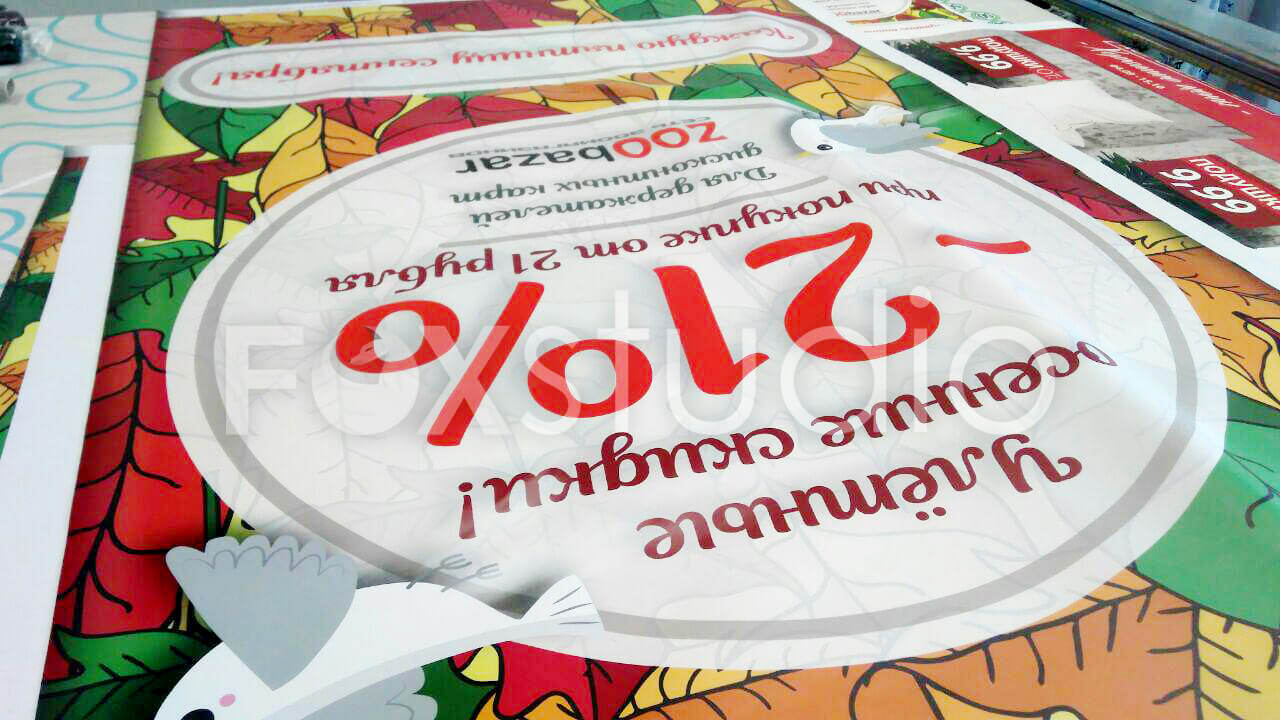 Улётные
осенние скидки!
- 21%
при покупке от 21 рубля
Для держателей
дисконтных карт
zoobazar
Каждую пятницу сентября!
FOXstudio
9,99
9,99